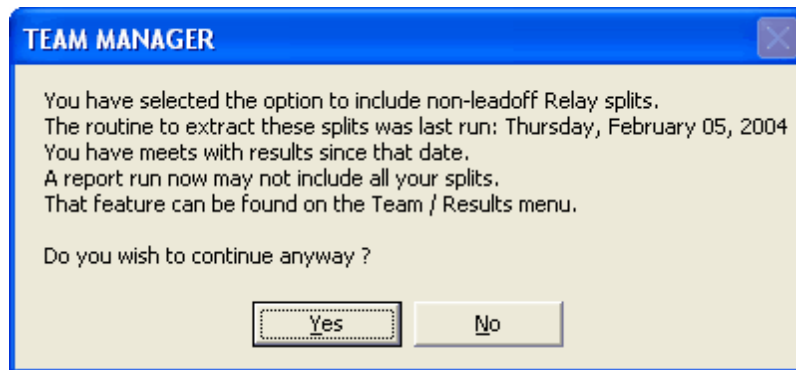 TEAM MANAGER
You have selected the option to include non-leadoff Relay splits.
The routine to extract these splits was last run: Thursday, February 05, 2004
You have meets with results since that date.
A report run now may not include all your splits.
That feature can be found on the Team / Results menu.
Do you wish to continue anyway ?
Yes
No